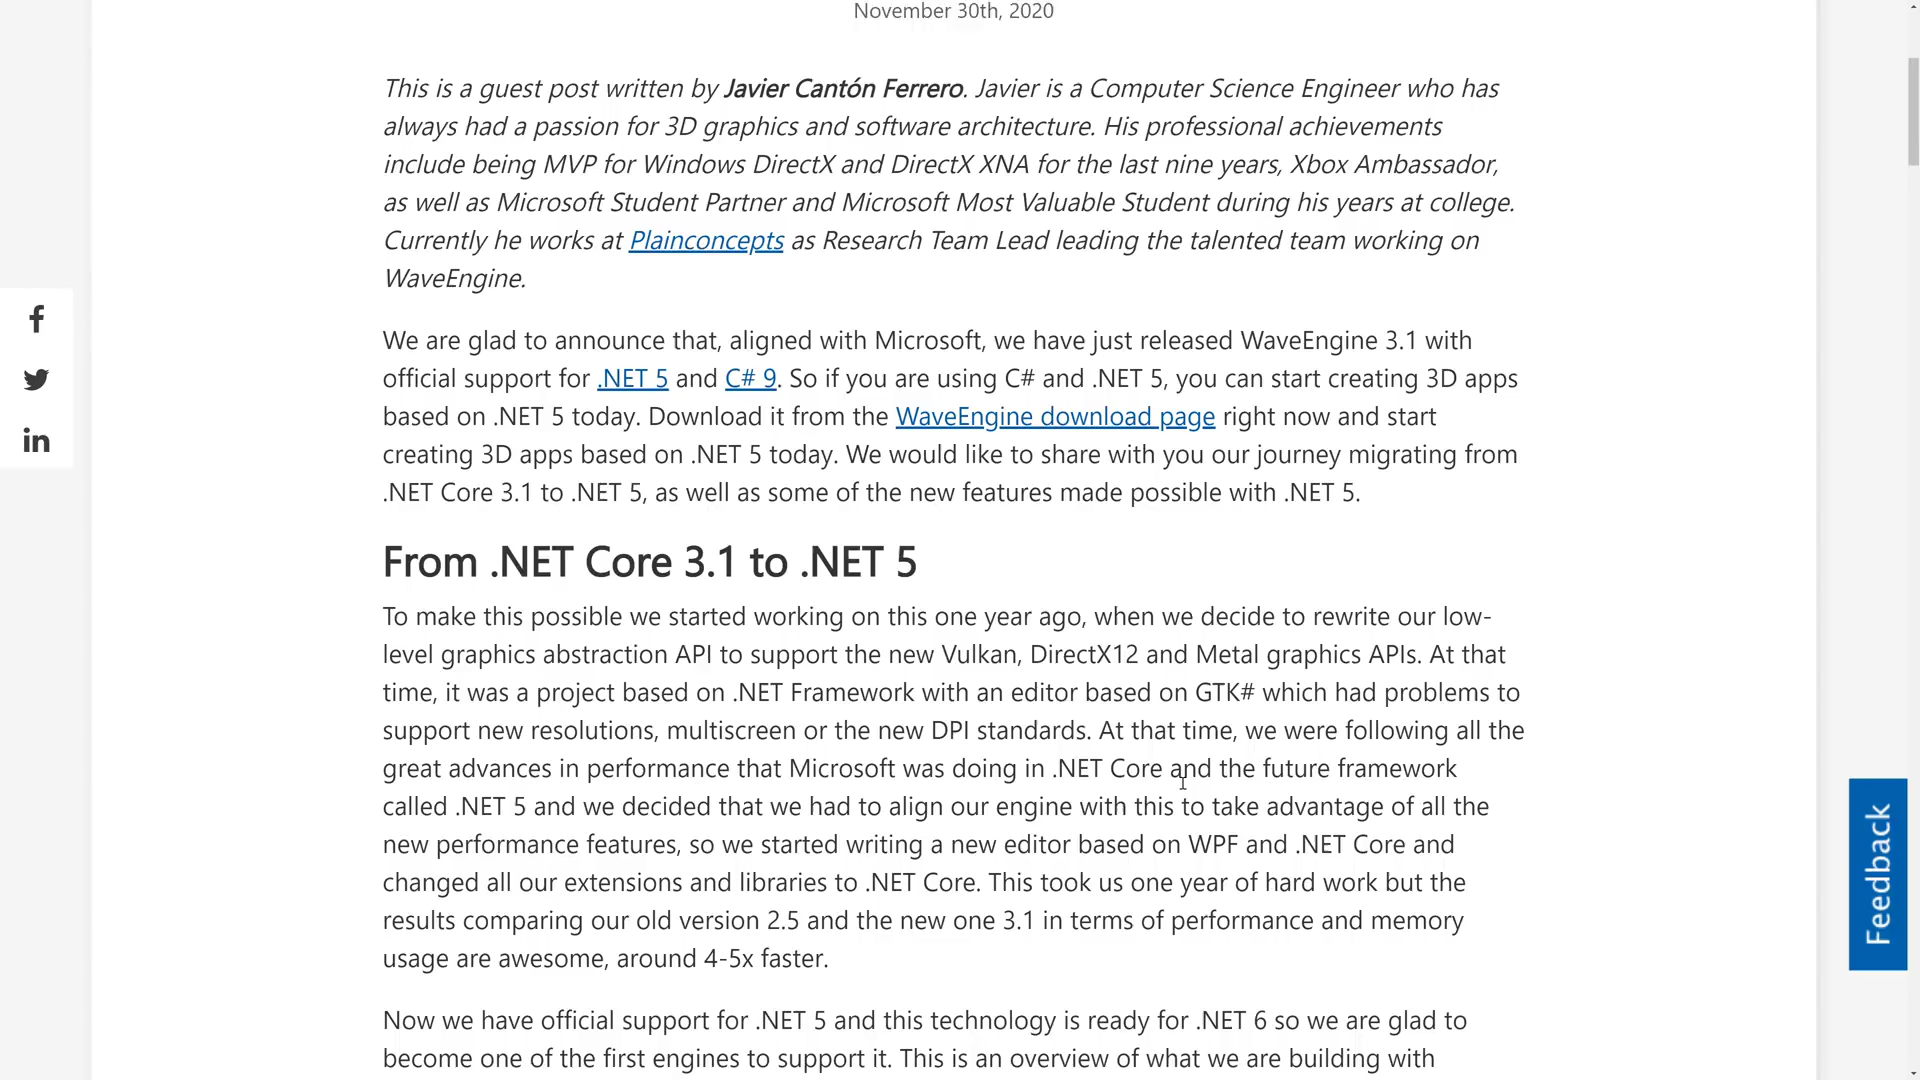 November 30th, 2020
This is a guest post written by Javier Cantón Ferrero. Javier is a Computer Science Engineer who has
always had a passion for 3D graphics and software architecture. His professional achievements
include being MVP for Windows DirectX and DirectX XNA for the last nine years, Xbox Ambassador,
as well as Microsoft Student Partner and Microsoft Most Valuable Student during his years at college.
Currently he works at Plainconcepts as Research Team Lead leading the talented team working on
WaveEngine.
We are glad to announce that, aligned with Microsoft, we have just released WaveEngine 3.1 with
official support for .NET 5 and C# 9. So if you are using C# and .NET 5, you can start creating 3D apps
based on .NET 5 today. Download it from the WaveEngine download page right now and start
creating 3D apps based on .NET 5 today. We would like to share with you our journey migrating from
.NET Core 3.1 to .NET 5, as well as some of the new features made possible with .NET 5.
From .NET Core 3.1 to .NET 5
To make this possible we started working on this one year ago, when we decide to rewrite our low-
level graphics abstraction API to support the new Vulkan, DirectX12 and Metal graphics APIs. At that
time, it was a project based on .NET Framework with an editor based on GTK# which had problems to
support new resolutions, multiscreen or the new DPI standards. At that time, we were following all the
great advances in performance that Microsoft was doing in .NET Core and the future framework
called .NET 5 and we decided that we had to align our engine with this to take advantage of all the
new performance features, so we started writing a new editor based on WPF and .NET Core and
changed all our extensions and libraries to .NET Core. This took us one year of hard work but the
results comparing our old version 2.5 and the new one 3.1 in terms of performance and memory
usage are awesome, around 4-5x faster.
Now we have official support for .NET 5 and this technology is ready for .NET 6 so we are glad to
become one of the first engines to support it. This is an overview of what we are building with
Feedback